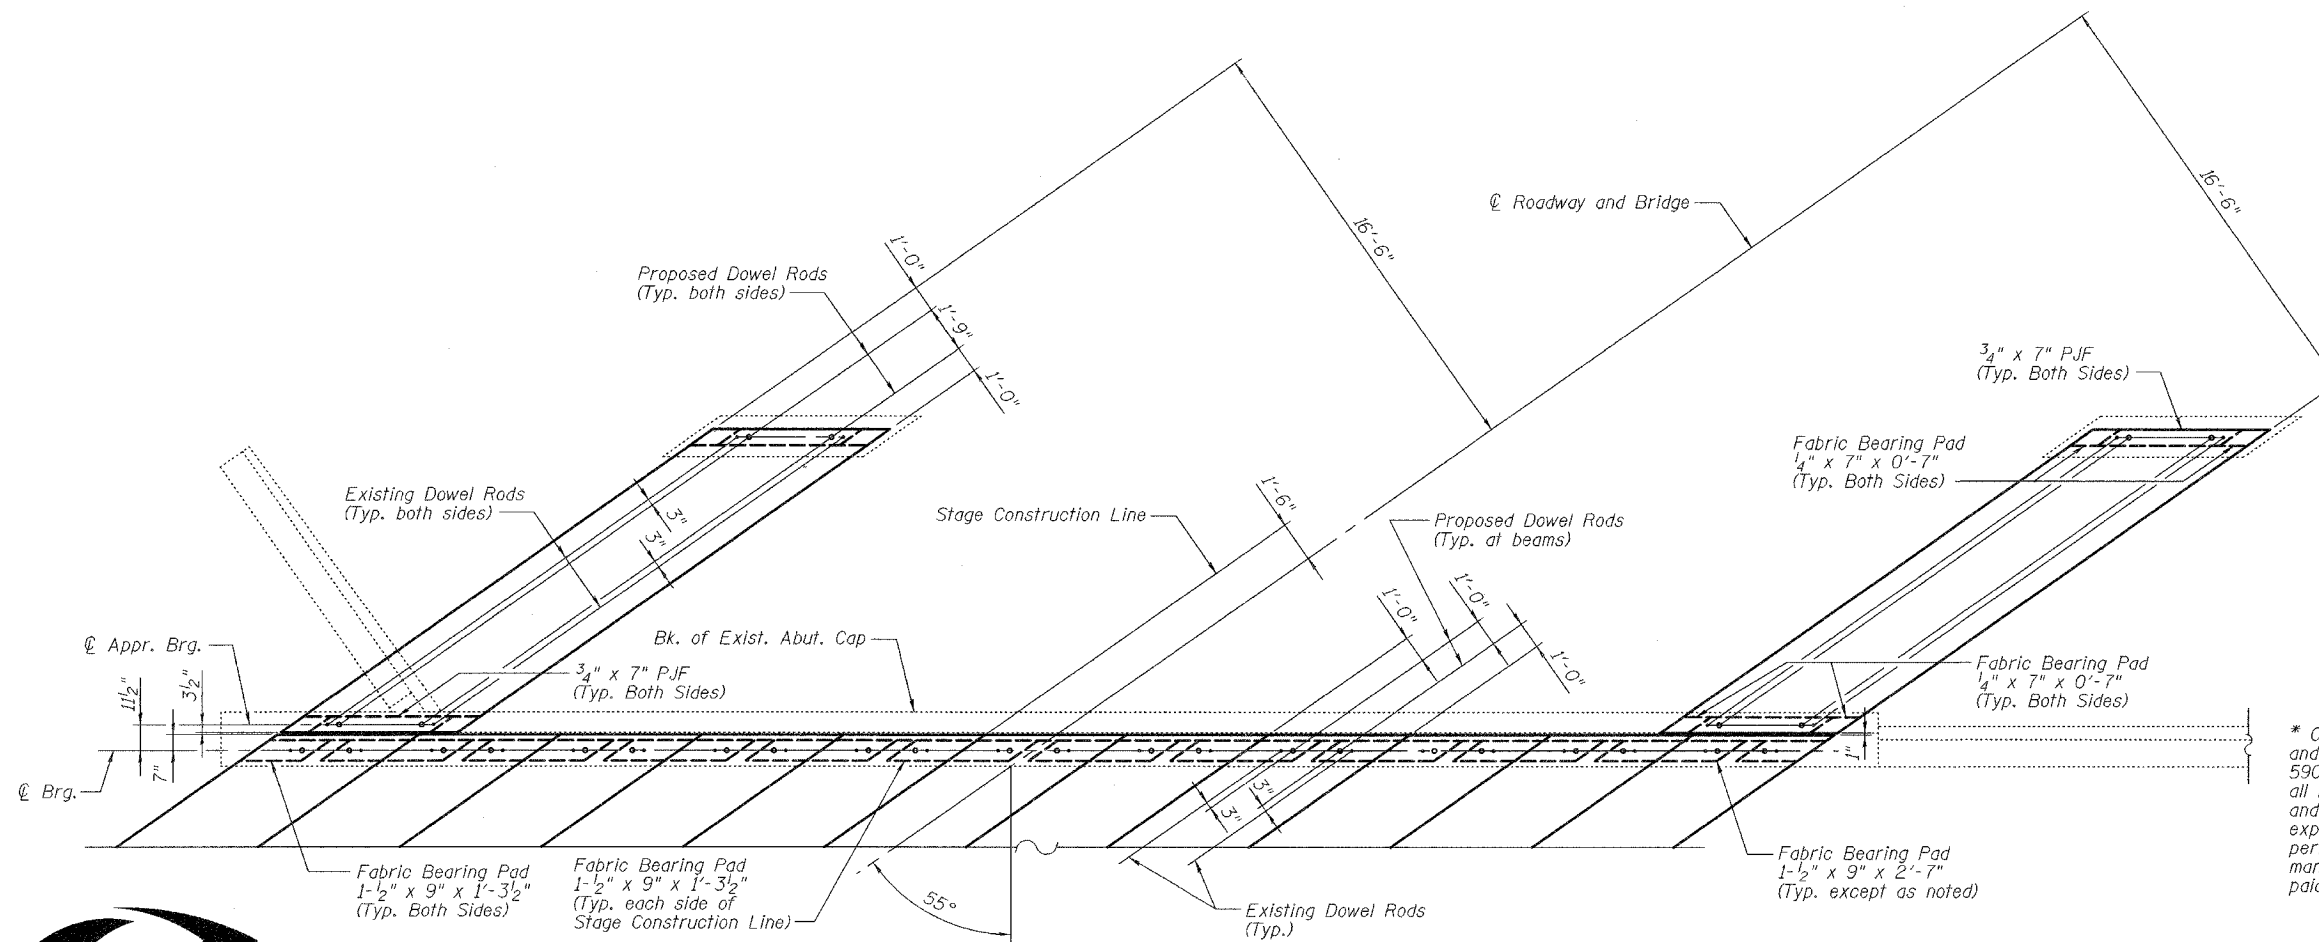 16'-6"
℄ Roadway and Bridge
16'-6"
1'-0"
Proposed Dowel Rods
(Typ. both sides)
1'-9"
1'-0"
3/4" x 7" PJF
(Typ. Both Sides)
Fabric Bearing Pad
1/4" x 7" x 0'-7"
(Typ. Both Sides)
Existing Dowel Rods
(Typ. both sides)
3"
3"
Stage Construction Line
1'-6"
Proposed Dowel Rods
(Typ. at beams)
1'-0"
1'-0"
1'-0"
℄ Appr. Brg.
Bk. of Exist. Abut. Cap
3/4" x 7" PJF
(Typ. Both Sides)
Fabric Bearing Pad
1/4" x 7" x 0'-7"
(Typ. Both Sides)
11 1/2"
3 1/2"
7"
℄ Brg.
1"
3"
3"
Fabric Bearing Pad
1-1/2" x 9" x 1'-3 1/2"
(Typ. Both Sides)
Fabric Bearing Pad
1-1/2" x 9" x 1'-3 1/2"
(Typ. each side of
Stage Construction Line)
55°
Existing Dowel Rods
(Typ.)
Fabric Bearing Pad
1-1/2" x 9" x 2'-7"
(Typ. except as noted)
*
and
590
all
and
exp
per
mar
paid